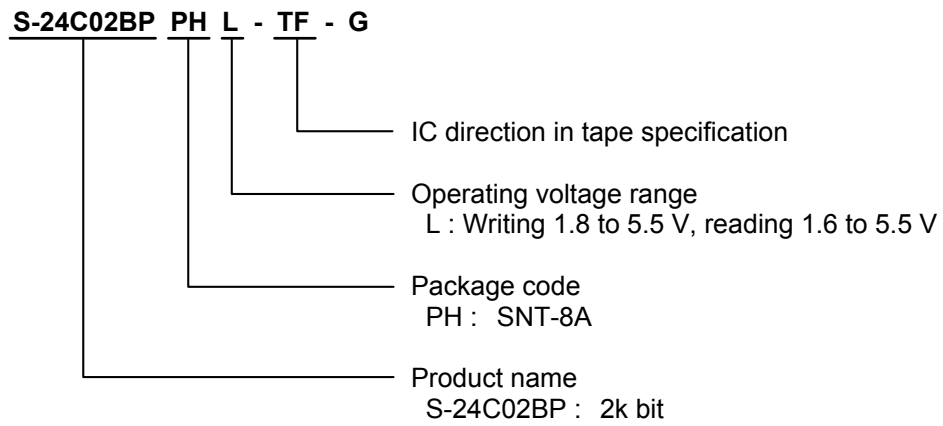 S-24C02BP PH L - TF - G
IC direction in tape specification
Operating voltage range
L : Writing 1.8 to 5.5 V, reading 1.6 to 5.5 V
Package code
PH : SNT-8A
Product name
S-24C02BP : 2k bit